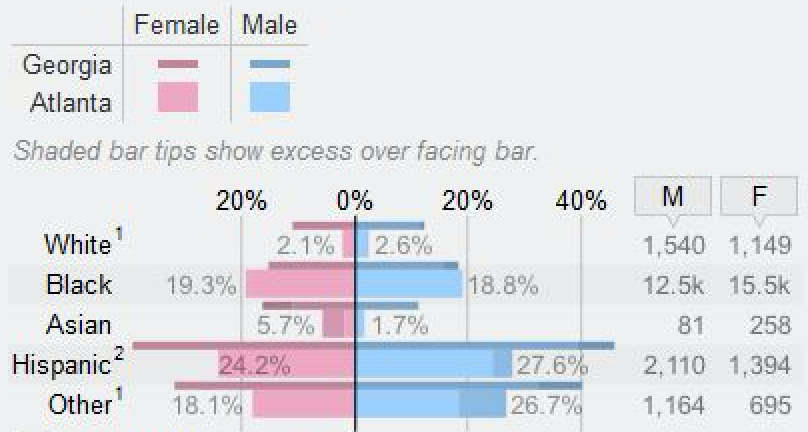 Female Male
Georgia
Atlanta
Shaded bar tips show excess over facing bar.
20% 0% 20% 40% M F
White1 2.1% 2.6% 1,540 1,149
Black 19.3% 18.8% 12.5k 15.5k
Asian 5.7% 1.7% 81 258
Hispanic2 24.2% 27.6% 2,110 1,394
Other1 18.1% 26.7% 1,164 695